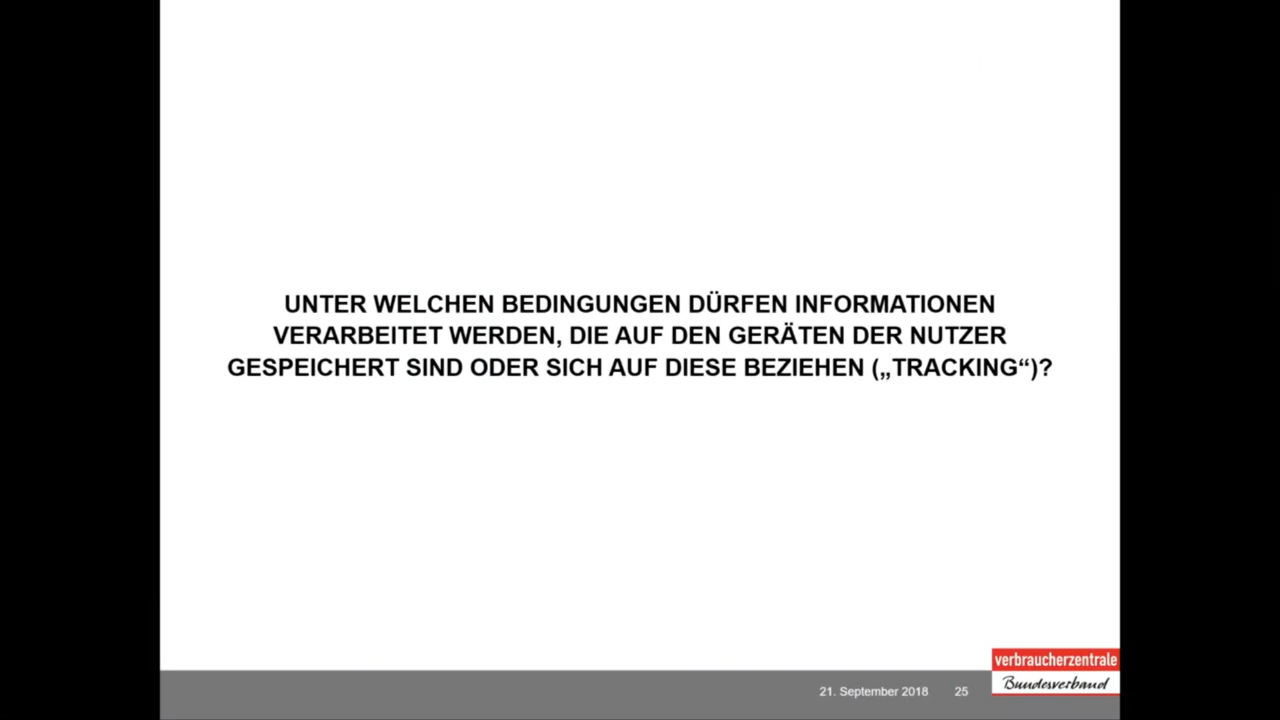 UNTER WELCHEN BEDINGUNGEN DÜRFEN INFORMATIONEN
VERARBEITET WERDEN, DIE AUF DEN GERÄTEN DER NUTZER
GESPEICHERT SIND ODER SICH AUF DIESE BEZIEHEN („TRACKING“)?
verbraucherzentrale
Bundesverband
21. September 2018 25